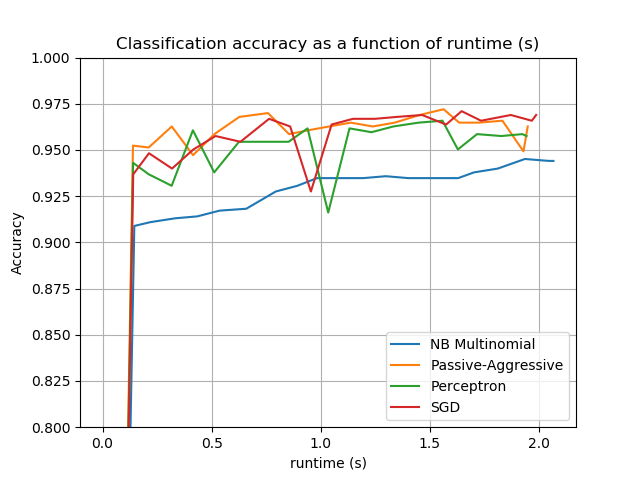 Classification accuracy as a function of runtime (s)
1.000
0.975
0.950
0.925
0.900
0.875
0.850
0.825
0.800
Accuracy
NB Multinomial
Passive-Aggressive
Perceptron
SGD
0.0 0.5 1.0 1.5 2.0
runtime (s)